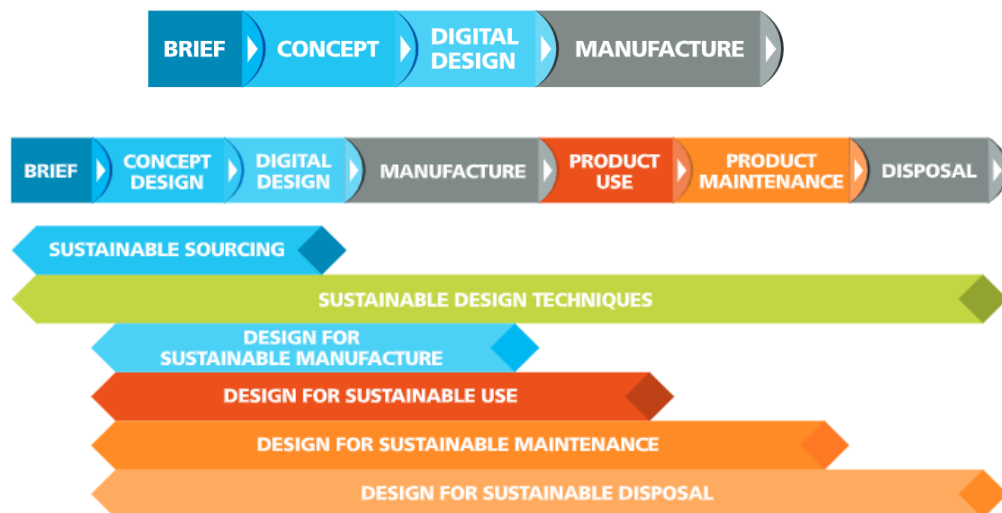 BRIEF
CONCEPT
DIGITAL
DESIGN
MANUFACTURE
BRIEF
CONCEPT
DESIGN
DIGITAL
DESIGN
MANUFACTURE
PRODUCT
USE
PRODUCT
MAINTENANCE
DISPOSAL
SUSTAINABLE SOURCING
SUSTAINABLE DESIGN TECHNIQUES
DESIGN FOR
SUSTAINABLE MANUFACTURE
DESIGN FOR SUSTAINABLE USE
DESIGN FOR SUSTAINABLE MAINTENANCE
DESIGN FOR SUSTAINABLE DISPOSAL